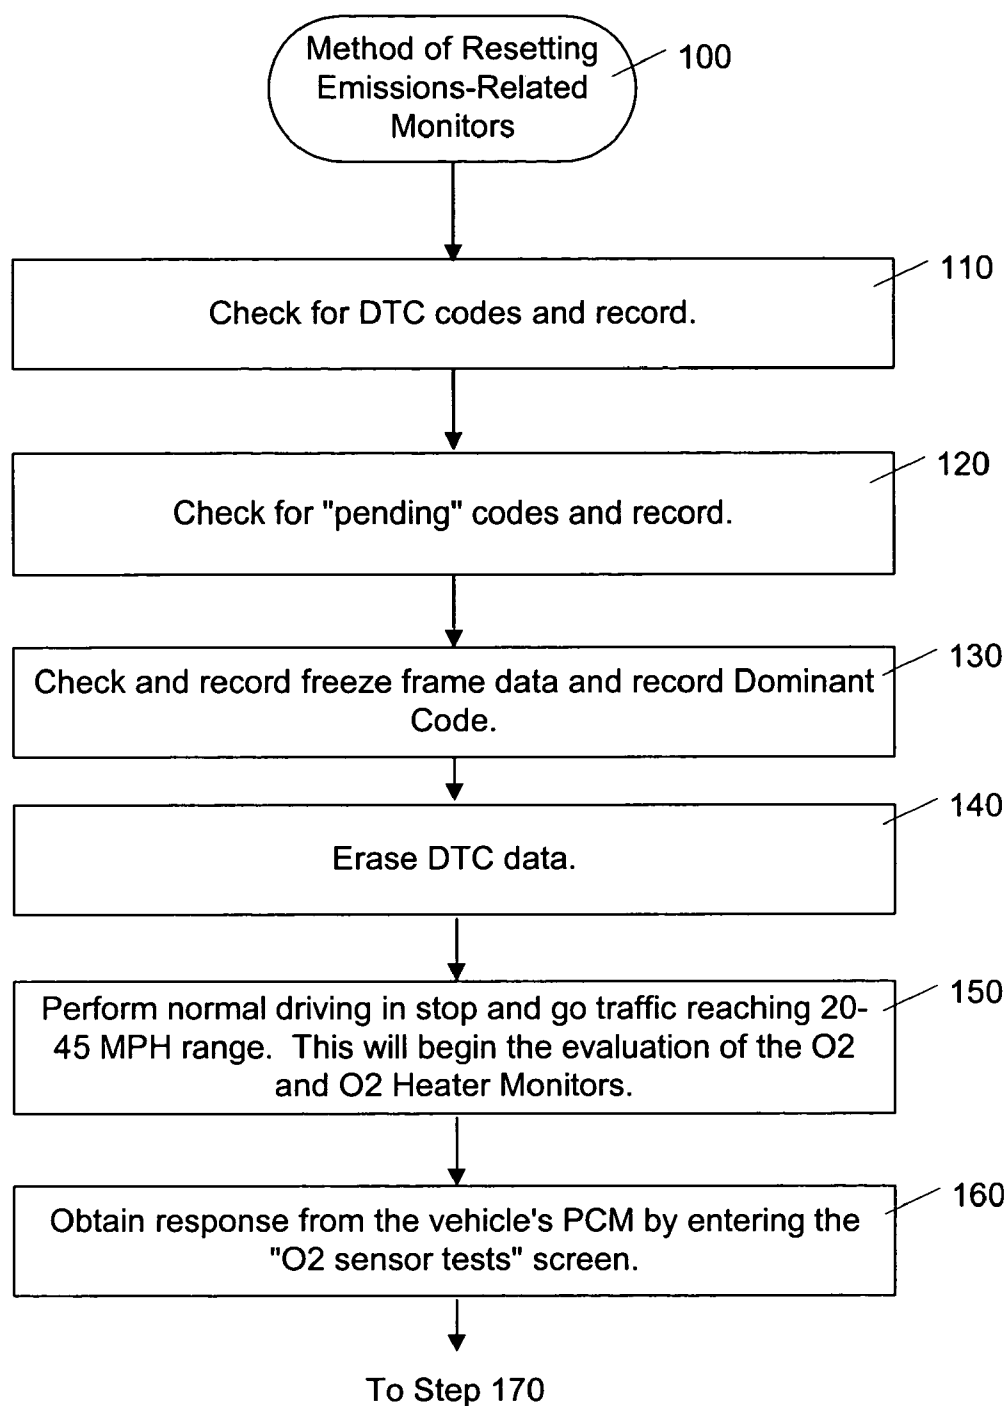 Method of Resetting
Emissions-Related
Monitors
100
110
Check for DTC codes and record.
120
Check for "pending" codes and record.
130
Check and record freeze frame data and record Dominant
Code.
140
Erase DTC data.
150
Perform normal driving in stop and go traffic reaching 20-
45 MPH range.  This will begin the evaluation of the O2
and O2 Heater Monitors.
160
Obtain response from the vehicle's PCM by entering the
"O2 sensor tests" screen.
To Step 170